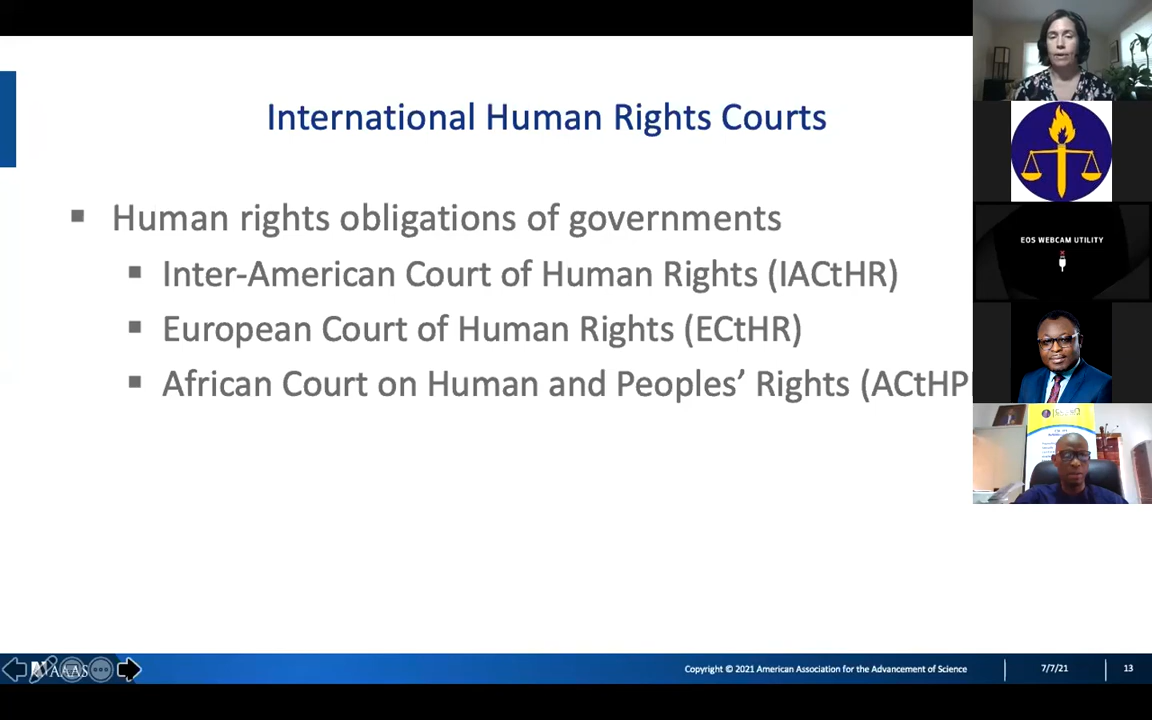 International Human Rights Courts
Human rights obligations of governments
Inter-American Court of Human Rights (IACtHR)
European Court of Human Rights (ECtHR)
African Court on Human and Peoples’ Rights (ACtHP
EOS WEBCAM UTILITY
AAAS
Copyright © 2021 American Association for the Advancement of Science
7/7/21
13